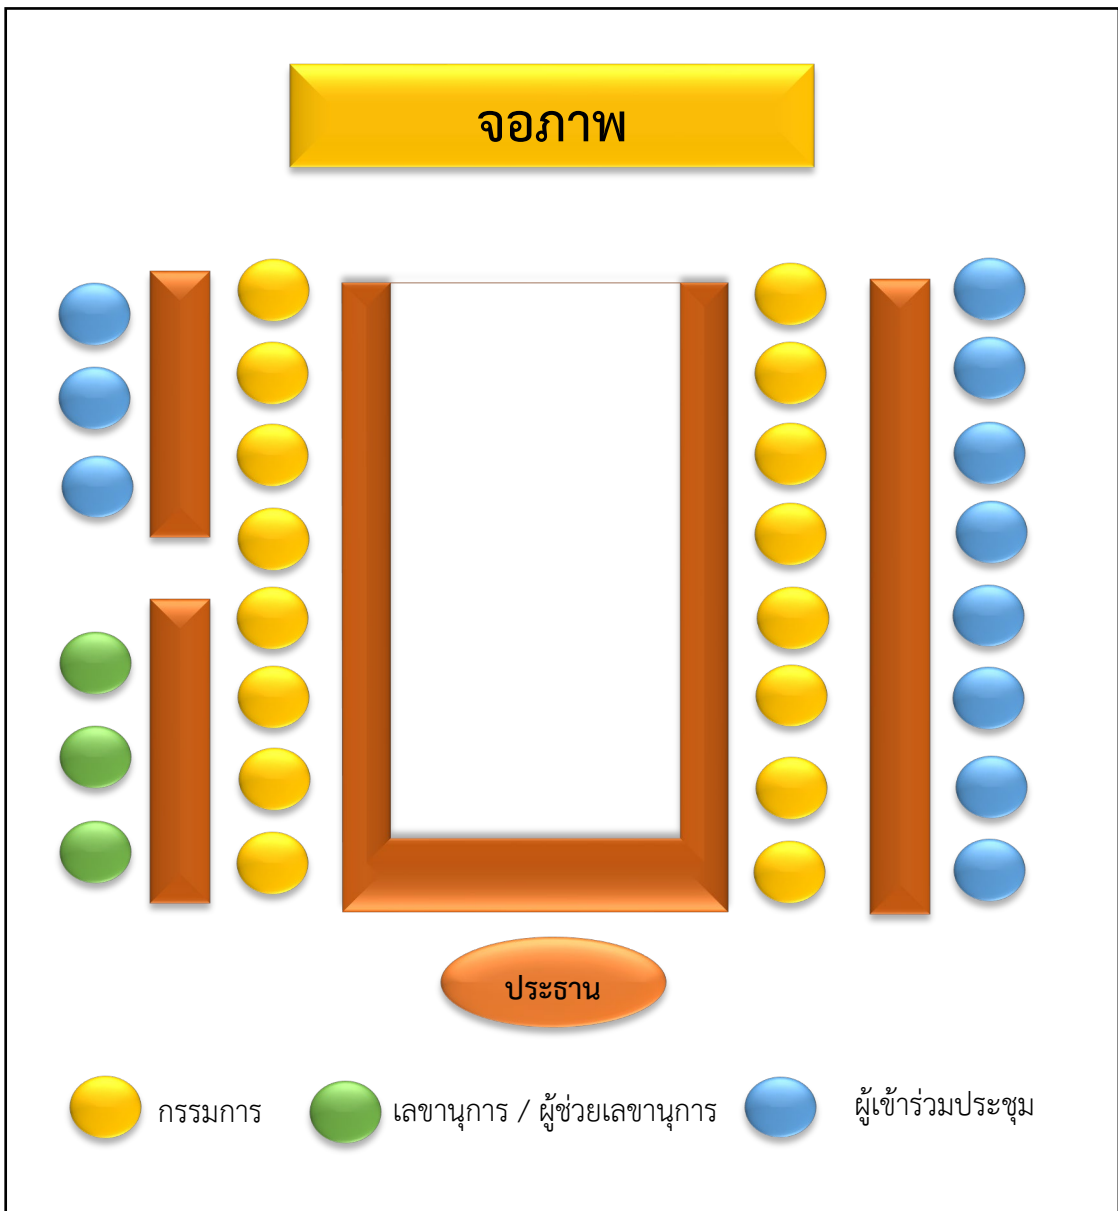 จอภาพ
ประธาน
กรรมการ
เลขานุการ / ผู้ช่วยเลขานุการ
ผู้เข้าร่วมประชุม